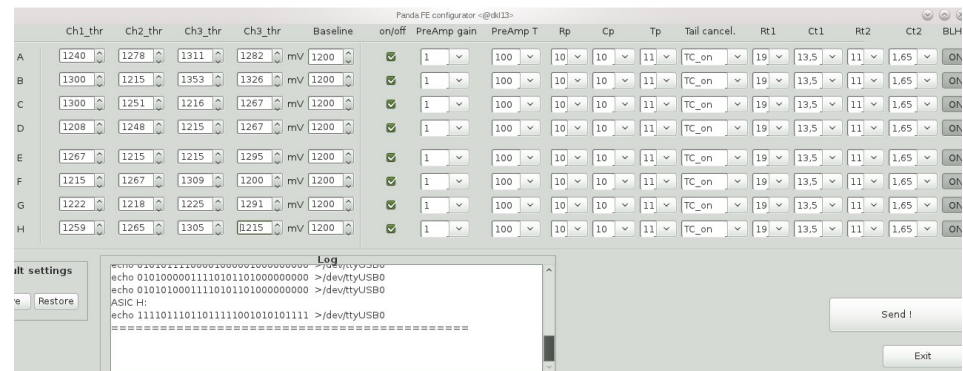 Panda FE configurator <@dkl13>
Ch1_thr Ch2_thr Ch3_thr Ch3_thr Baseline on/off PreAmp gain PreAmp T Rp Cp Tp Tail cancel. Rt1 Ct1 Rt2 Ct2 BLH
A 1240 1278 1311 1282 mV 1200 1 100 10 10 11 TC_on 19 13,5 11 1,65 ON
B 1300 1215 1353 1326 mV 1200 1 100 10 10 11 TC_on 19 13,5 11 1,65 ON
C 1300 1251 1216 1267 mV 1200 1 100 10 10 11 TC_on 19 13,5 11 1,65 ON
D 1208 1248 1215 1267 mV 1200 1 100 10 10 11 TC_on 19 13,5 11 1,65 ON
E 1267 1215 1215 1295 mV 1200 1 100 10 10 11 TC_on 19 13,5 11 1,65 ON
F 1215 1267 1309 1200 mV 1200 1 100 10 10 11 TC_on 19 13,5 11 1,65 ON
G 1222 1218 1225 1291 mV 1200 1 100 10 10 11 TC_on 19 13,5 11 1,65 ON
H 1259 1265 1305 1215 mV 1200 1 100 10 10 11 TC_on 19 13,5 11 1,65 ON
ult settings
e Restore
Log
echo >/dev/ttyUSB0
echo 0101000001111010110100000000 >/dev/ttyUSB0
echo 0101010001111010110100000000 >/dev/ttyUSB0
ASIC H:
echo 1111011101101111100101010111 >/dev/ttyUSB0
Send !
Exit